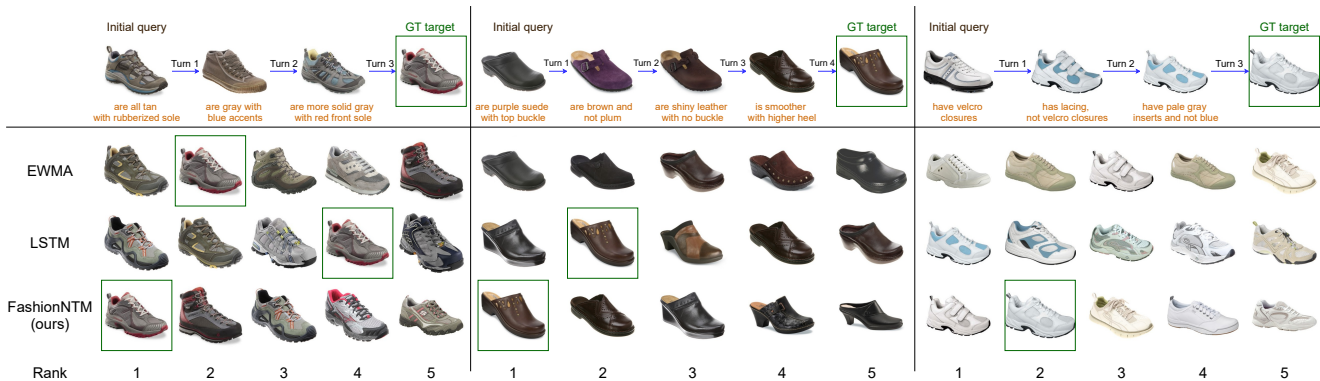 Initial query
GT target
Turn 1
Turn 2
Turn 3
are all tan
with rubberized sole
are gray with
blue accents
are more solid gray
with red front sole
Initial query
GT target
Turn 1
Turn 2
Turn 3
Turn 4
are purple suede
with top buckle
are brown and
not plum
are shiny leather
with no buckle
is smoother
with higher heel
Initial query
GT target
Turn 1
Turn 2
Turn 3
have velcro
closures
has lacing,
not velcro closures
have pale gray
inserts and not blue
EWMA
LSTM
FashionNTM
(ours)
Rank 1 2 3 4 5 1 2 3 4 5 1 2 3 4 5